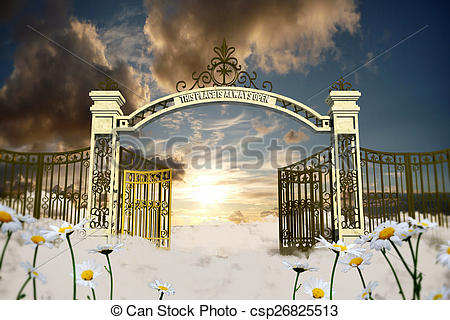 THIS PLACE IS ALWAYS OPEN
© Can Stock Photo - csp26825513